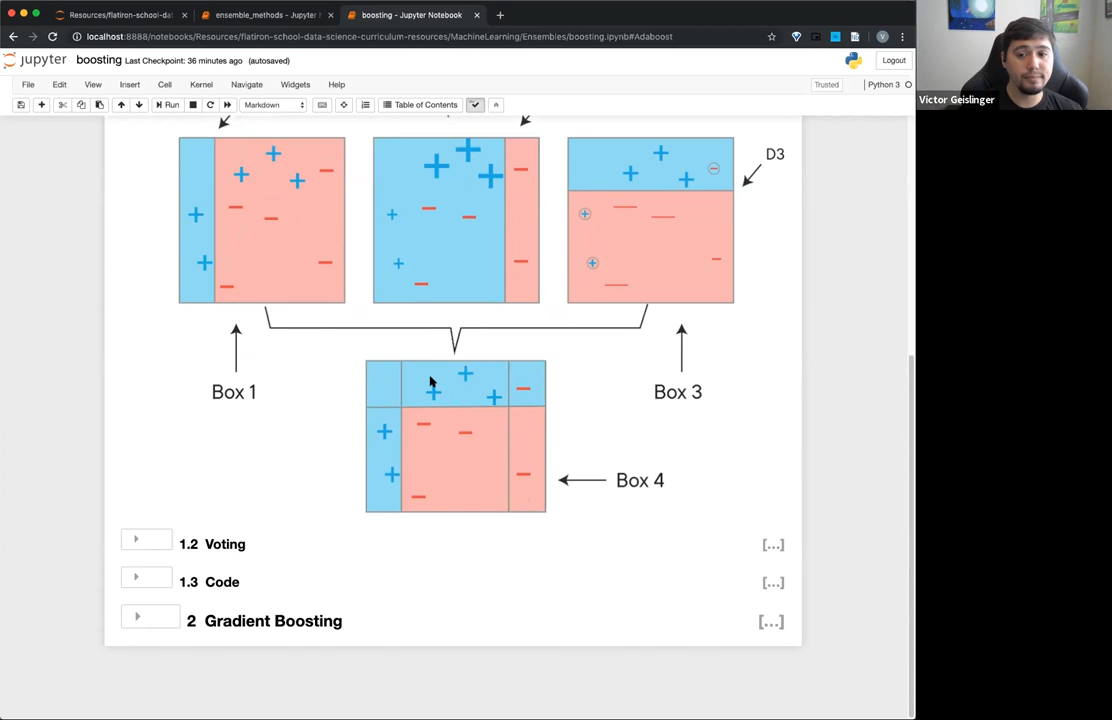 Resources/flatiron-school-dat
ensemble_methods - Jupyter N
boosting - Jupyter Notebook
localhost:8888/notebooks/Resources/flatiron-school-data-science-curriculum-resources/MachineLearning/Ensembles/boosting.ipynb#Adaboost
V
jupyter boosting Last Checkpoint: 36 minutes ago (autosaved)
Logout
File Edit View Insert Cell Kernel Navigate Widgets Help
Trusted
Python 3
Run
Markdown
Table of Contents
Victor Geislinger
D3
Box 1
Box 3
Box 4
1.2 Voting
[...]
1.3 Code
[...]
2 Gradient Boosting
[...]